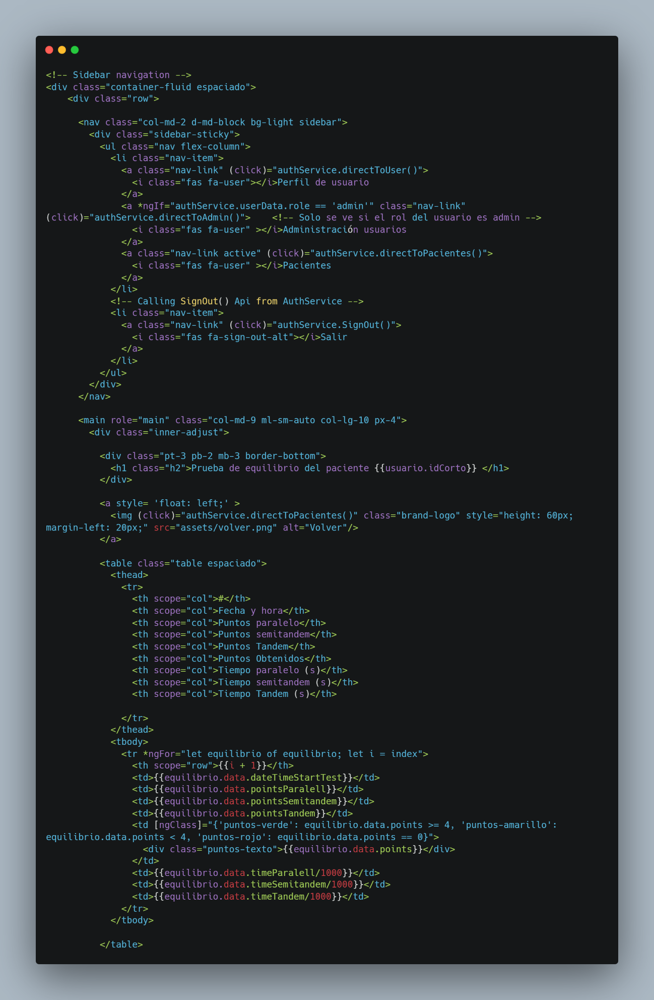 <!-- Sidebar navigation -->
<div class="container-fluid espaciado">
<div class="row">
<nav class="col-md-2 d-md-block bg-light sidebar">
<div class="sidebar-sticky">
<ul class="nav flex-column">
<li class="nav-item">
<a class="nav-link" (click)="authService.directToUser()">
<i class="fas fa-user"></i>Perfil de usuario
</a>
<a *ngIf="authService.userData.role == 'admin'" class="nav-link"
(click)="authService.directToAdmin()">    <!-- Solo se ve si el rol del usuario es admin -->
<i class="fas fa-user" ></i>Administración usuarios
</a>
<a class="nav-link active" (click)="authService.directToPacientes()">
<i class="fas fa-user" ></i>Pacientes
</a>
</li>
<!-- Calling SignOut() Api from AuthService -->
<li class="nav-item">
<a class="nav-link" (click)="authService.SignOut()">
<i class="fas fa-sign-out-alt"></i>Salir
</a>
</li>
</ul>
</div>
</nav>
<main role="main" class="col-md-9 ml-sm-auto col-lg-10 px-4">
<div class="inner-adjust">
<div class="pt-3 pb-2 mb-3 border-bottom">
<h1 class="h2">Prueba de equilibrio del paciente {{usuario.idCorto}} </h1>
</div>
<a style= 'float: left;' >
<img (click)="authService.directToPacientes()" class="brand-logo" style="height: 60px;
margin-left: 20px;" src="assets/volver.png" alt="Volver"/>
</a>
<table class="table espaciado">
<thead>
<tr>
<th scope="col">#</th>
<th scope="col">Fecha y hora</th>
<th scope="col">Puntos paralelo</th>
<th scope="col">Puntos semitandem</th>
<th scope="col">Puntos Tandem</th>
<th scope="col">Puntos Obtenidos</th>
<th scope="col">Tiempo paralelo (s)</th>
<th scope="col">Tiempo semitandem (s)</th>
<th scope="col">Tiempo Tandem (s)</th>
</tr>
</thead>
<tbody>
<tr *ngFor="let equilibrio of equilibrio; let i = index">
<th scope="row">{{i + 1}}</th>
<td>{{equilibrio.data.dateTimeStartTest}}</td>
<td>{{equilibrio.data.pointsParalell}}</td>
<td>{{equilibrio.data.pointsSemitandem}}</td>
<td>{{equilibrio.data.pointsTandem}}</td>
<td [ngClass]="{'puntos-verde': equilibrio.data.points >= 4, 'puntos-amarillo':
equilibrio.data.points < 4, 'puntos-rojo': equilibrio.data.points == 0}">
<div class="puntos-texto">{{equilibrio.data.points}}</div>
</td>
<td>{{equilibrio.data.timeParalell/1000}}</td>
<td>{{equilibrio.data.timeSemitandem/1000}}</td>
<td>{{equilibrio.data.timeTandem/1000}}</td>
</tr>
</tbody>
</table>